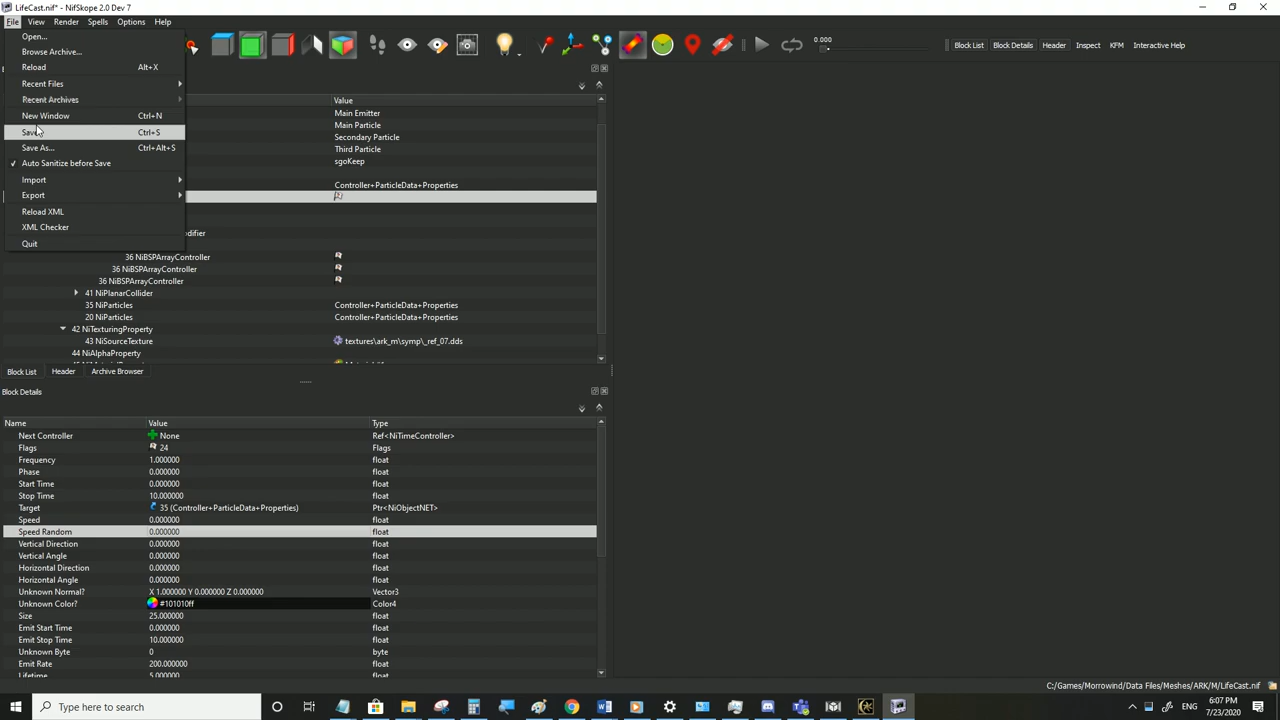 LifeCast.nif* - NifSkope 2.0 Dev 7
File View Render Spells Options Help
Open...
Browse Archive...
Reload Alt+X
Recent Files
Recent Archives
New Window Ctrl+N
Save Ctrl+S
Save As... Ctrl+Alt+S
Auto Sanitize before Save
Import
Export
Reload XML
XML Checker
Quit
0.000
Block List Block Details Header Inspect KFM Interactive Help
Value
Main Emitter
Main Particle
Secondary Particle
Third Particle
sgoKeep
Controller+ParticleData+Properties
36 NiBSPArrayController
36 NiBSPArrayController
36 NiBSPArrayController
41 NiPlanarCollider
35 NiParticles Controller+ParticleData+Properties
20 NiParticles Controller+ParticleData+Properties
42 NiTexturingProperty
43 NiSourceTexture textures\ark_m\symp\_ref_07.dds
44 NiAlphaProperty
Block List Header Archive Browser
Block Details
Name Value Type
Next Controller None Ref<NiTimeController>
Flags 24 Flags
Frequency 1.000000 float
Phase 0.000000 float
Start Time 0.000000 float
Stop Time 10.000000 float
Target 35 (Controller+ParticleData+Properties) Ptr<NiObjectNET>
Speed 0.000000 float
Speed Random 0.000000 float
Vertical Direction 0.000000 float
Vertical Angle 0.000000 float
Horizontal Direction 0.000000 float
Horizontal Angle 0.000000 float
Unknown Normal? X 1.000000 Y 0.000000 Z 0.000000 Vector3
Unknown Color? #101010ff Color4
Size 25.000000 float
Emit Start Time 0.000000 float
Emit Stop Time 10.000000 float
Unknown Byte 0 byte
Emit Rate 200.000000 float
Lifetime 5.000000 float
C:/Games/Morrowind/Data Files/Meshes/ARK/M/LifeCast.nif
Type here to search
ENG
6:07 PM
7/23/2020